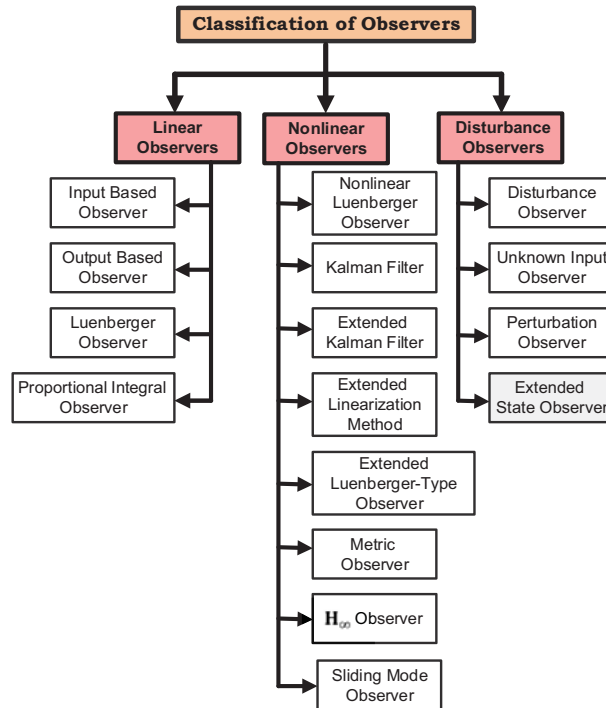 Classification of Observers
Linear
Observers
Nonlinear
Observers
Disturbance
Observers
Input Based
Observer
Output Based
Observer
Luenberger
Observer
Proportional Integral
Observer
Nonlinear
Luenberger
Observer
Kalman Filter
Extended
Kalman Filter
Extended
Linearization
Method
Extended
Luenberger-Type
Observer
Metric
Observer
H∞ Observer
Sliding Mode
Observer
Disturbance
Observer
Unknown Input
Observer
Perturbation
Observer
Extended
State Observer